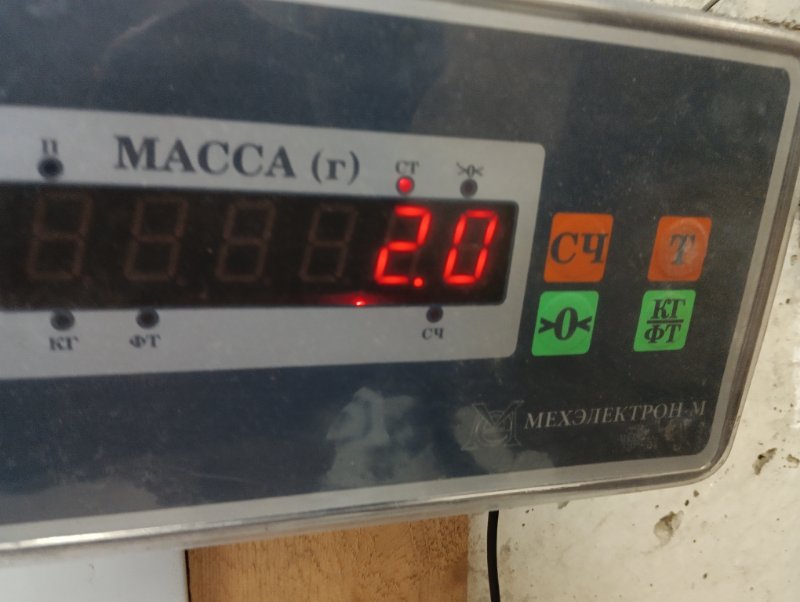 П
МАССА (г)
СТ
>0<
2.0
КГ
ФТ
СЧ
СЧ
Т
>0<
КГ
ФТ
МЕХЭЛЕКТРОН-М